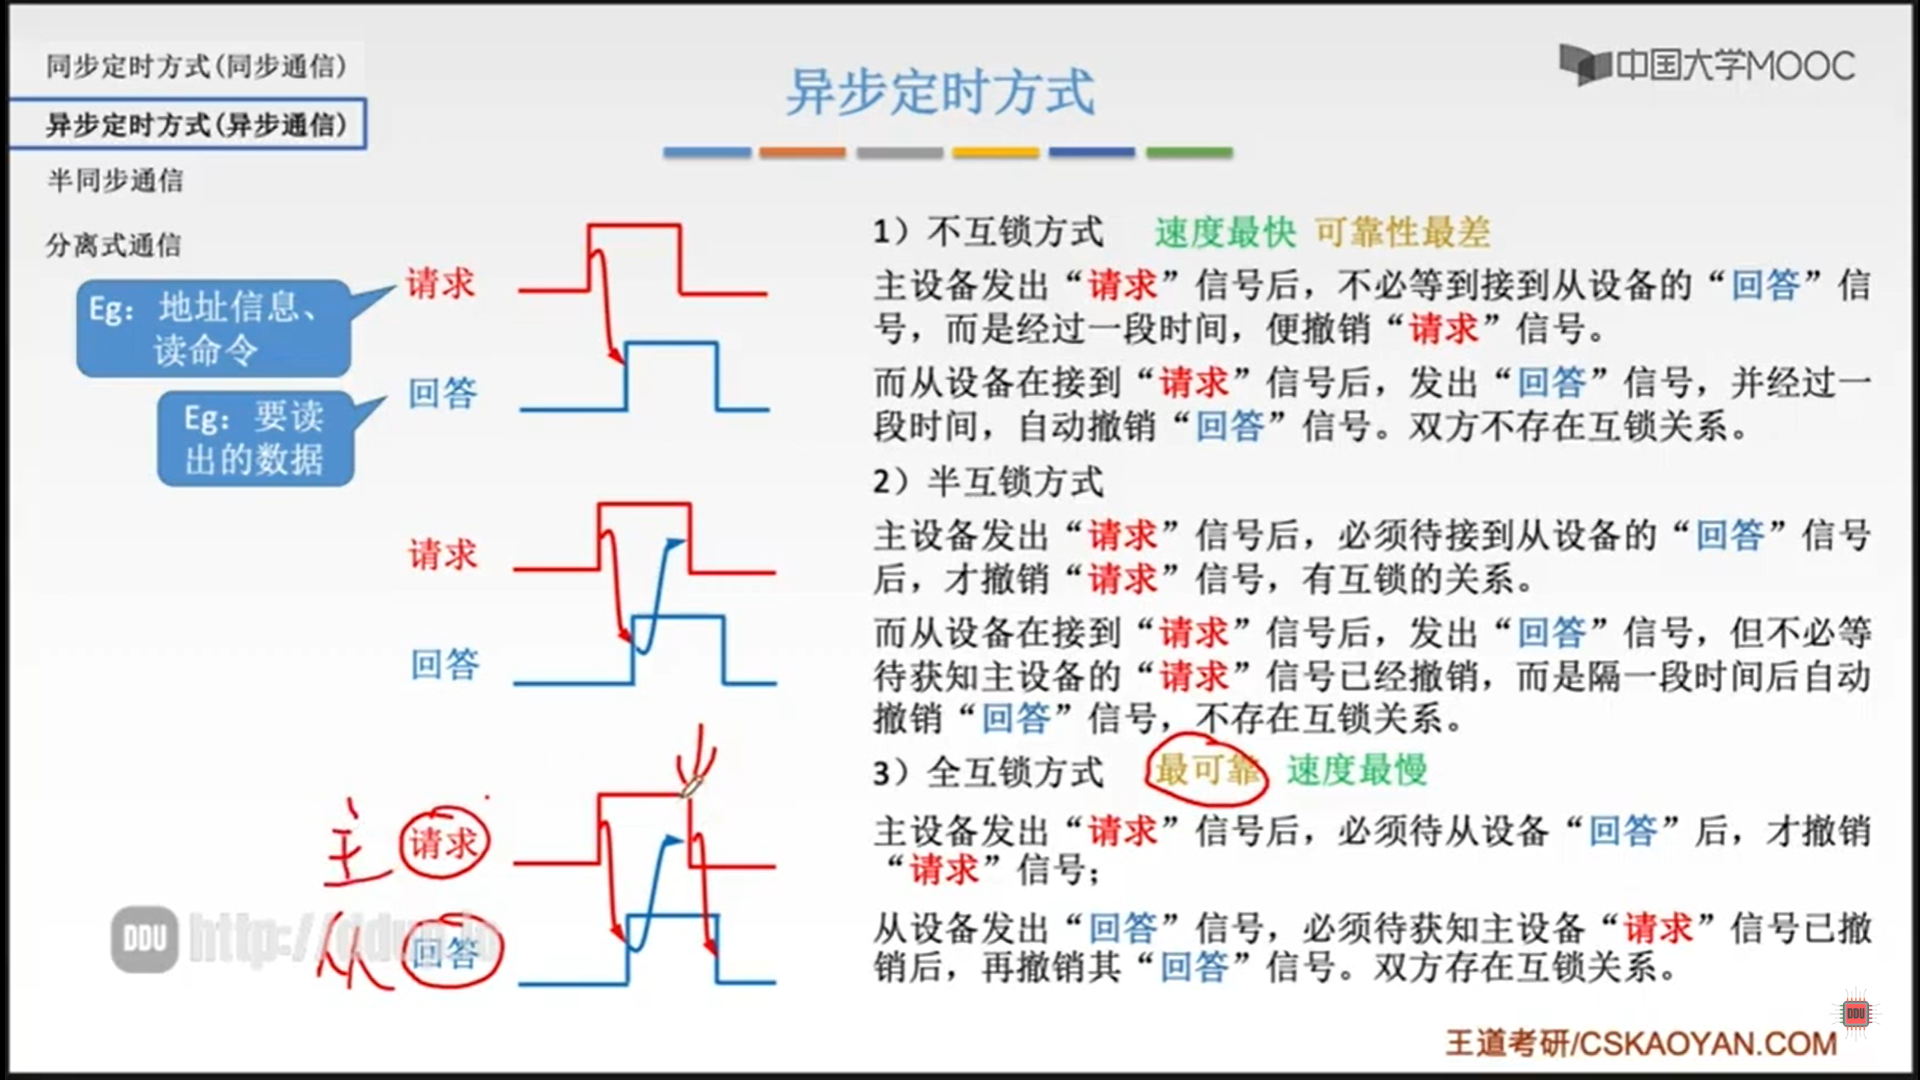 同步定时方式(同步通信)
异步定时方式(异步通信)
半同步通信
分离式通信
异步定时方式
中国大学MOOC
Eg：地址信息、
读命令
Eg：要读
出的数据
请求
回答
请求
回答
主 请求
从 回答
1）不互锁方式 速度最快 可靠性最差
主设备发出“请求”信号后，不必等到接到从设备的“回答”信
号，而是经过一段时间，便撤销“请求”信号。
而从设备在接到“请求”信号后，发出“回答”信号，并经过一
段时间，自动撤销“回答”信号。双方不存在互锁关系。
2）半互锁方式
主设备发出“请求”信号后，必须待接到从设备的“回答”信号
后，才撤销“请求”信号，有互锁的关系。
而从设备在接到“请求”信号后，发出“回答”信号，但不必等
待获知主设备的“请求”信号已经撤销，而是隔一段时间后自动
撤销“回答”信号，不存在互锁关系。
3）全互锁方式 最可靠 速度最慢
主设备发出“请求”信号后，必须待从设备“回答”后，才撤销
“请求”信号；
从设备发出“回答”信号，必须待获知主设备“请求”信号已撤
销后，再撤销其“回答”信号。双方存在互锁关系。
DDU
DDU
王道考研/CSKAOYAN.COM